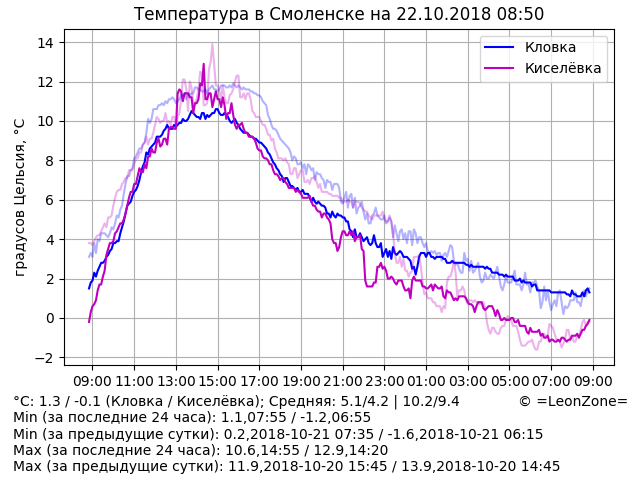 Температура в Смоленске на 22.10.2018 08:50
Кловка
Киселёвка
градусов Цельсия, °C
14
12
10
8
6
4
2
0
−2
09:00 11:00 13:00 15:00 17:00 19:00 21:00 23:00 01:00 03:00 05:00 07:00 09:00
°C: 1.3 / -0.1 (Кловка / Киселёвка); Средняя: 5.1/4.2 | 10.2/9.4 © =LeonZone=
Min (за последние 24 часа): 1.1,07:55 / -1.2,06:55
Min (за предыдущие сутки): 0.2,2018-10-21 07:35 / -1.6,2018-10-21 06:15
Max (за последние 24 часа): 10.6,14:55 / 12.9,14:20
Max (за предыдущие сутки): 11.9,2018-10-20 15:45 / 13.9,2018-10-20 14:45